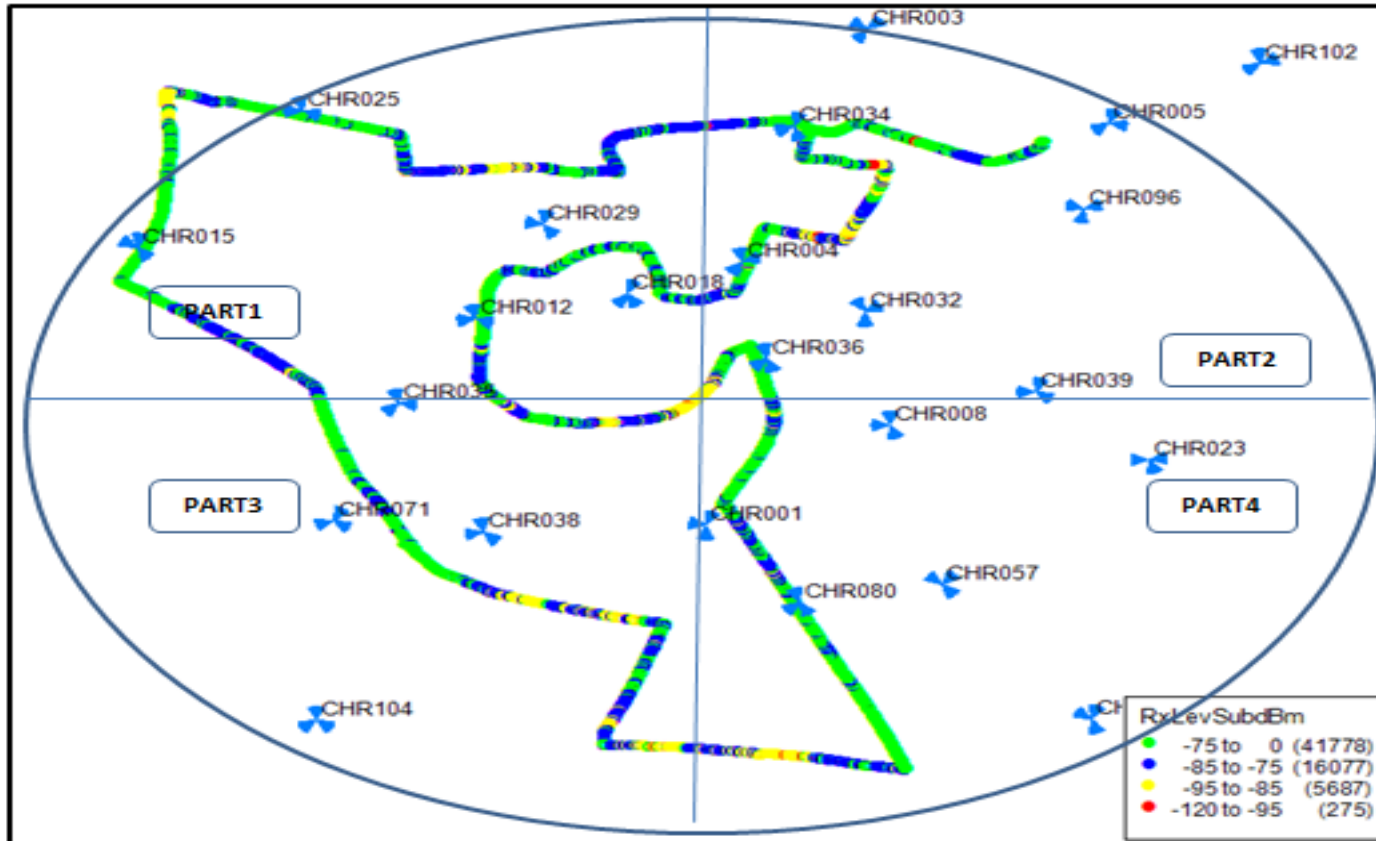 CHR003
CHR102
CHR025
CHR034
CHR005
CHR096
CHR029
CHR015
CHR004
CHR018
PART1
CHR012
CHR032
CHR036
PART2
CHR039
CHR008
CHR023
PART3
CHR071
CHR038
CHR001
PART4
CHR057
CHR080
CHR104
RxLevSubdBm
-75 to 0 (41778)
-85 to -75 (16077)
-95 to -85 (5687)
-120 to -95 (275)